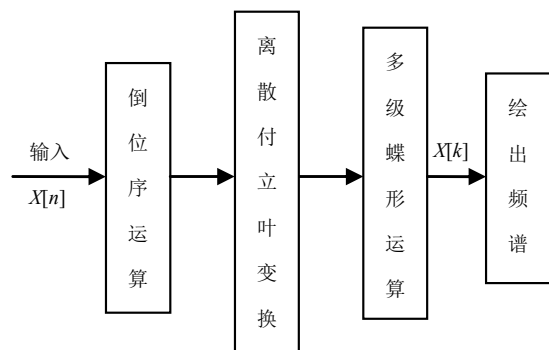 输入
X[n]
倒位序运算
离散付立叶变换
多级蝶形运算
X[k]
绘出频谱